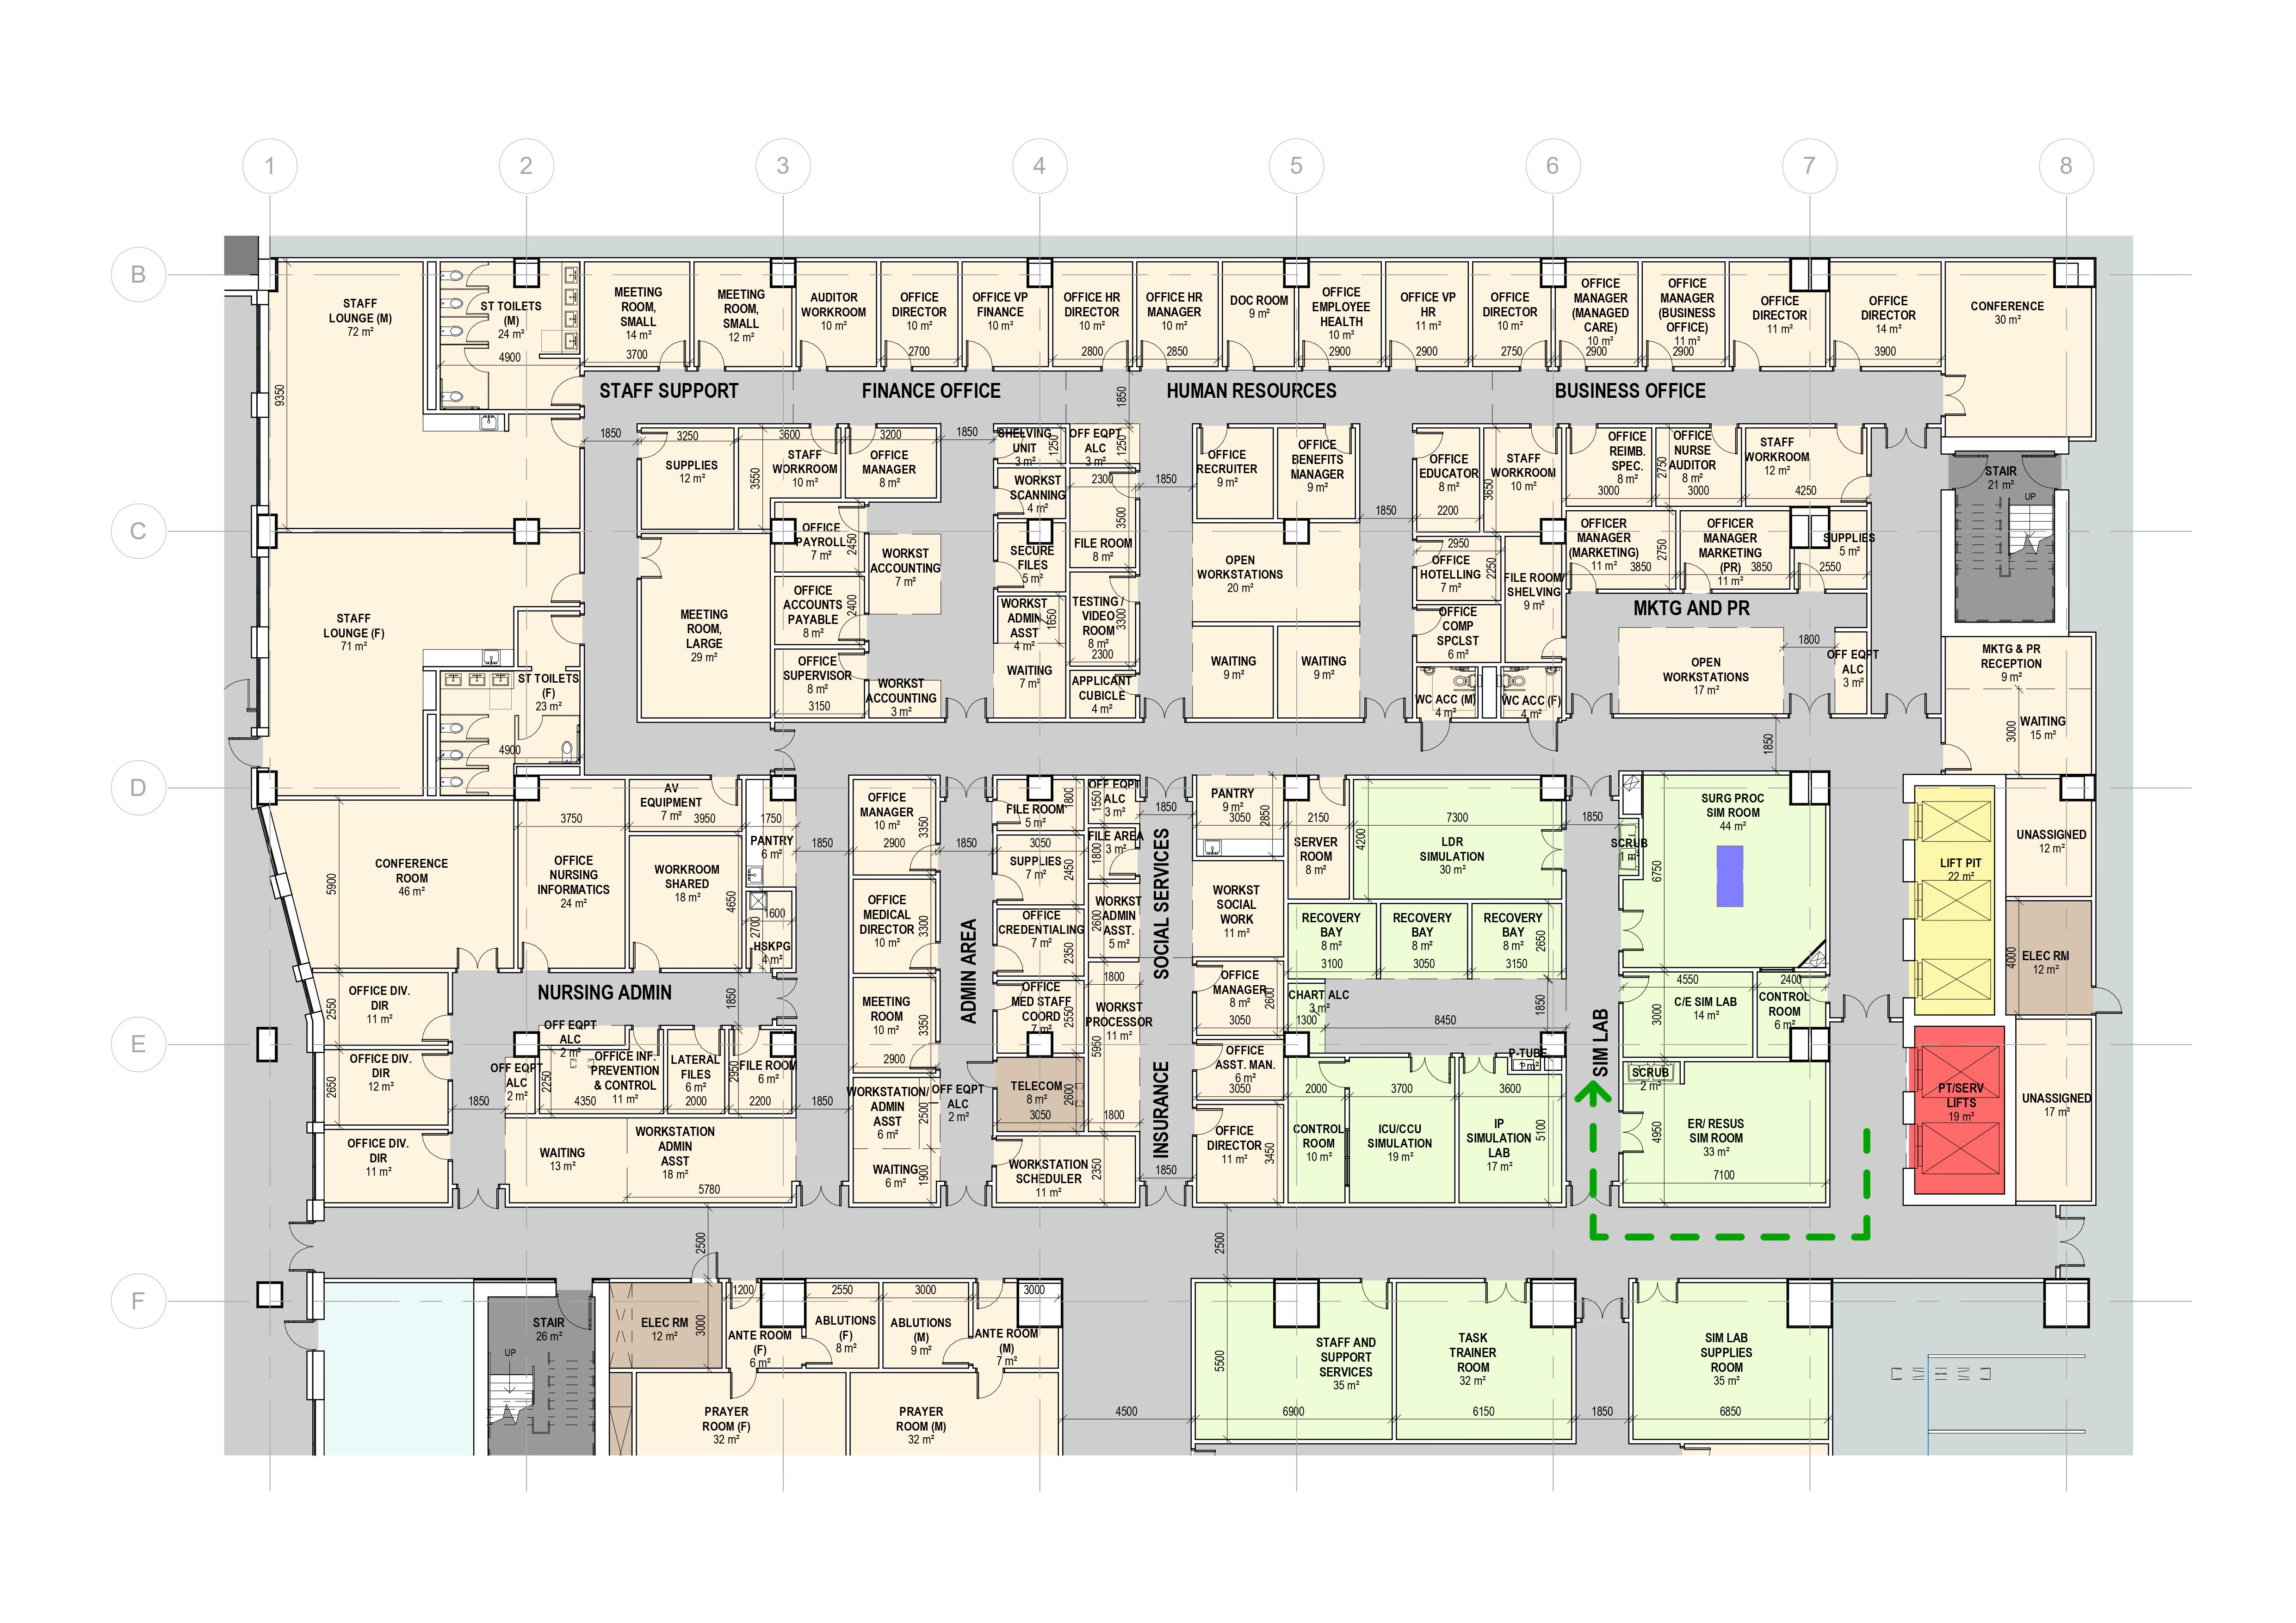 1
2
3
4
5
6
7
8
B
C
D
E
F
STAFF
LOUNGE (M)
72 m²
ST TOILETS
(M)
24 m²
4900
9350
MEETING
ROOM,
SMALL
14 m²
3700
MEETING
ROOM,
SMALL
12 m²
AUDITOR
WORKROOM
10 m²
OFFICE
DIRECTOR
10 m²
2700
OFFICE VP
FINANCE
10 m²
OFFICE HR
DIRECTOR
10 m²
2800
OFFICE HR
MANAGER
10 m²
2850
DOC ROOM
9 m²
OFFICE
EMPLOYEE
HEALTH
10 m²
2900
OFFICE VP
HR
11 m²
2900
OFFICE
DIRECTOR
10 m²
2750
OFFICE
MANAGER
(MANAGED
CARE)
10 m²
2900
OFFICE
MANAGER
(BUSINESS
OFFICE)
11 m²
2900
OFFICE
DIRECTOR
11 m²
OFFICE
DIRECTOR
14 m²
3900
CONFERENCE
30 m²
STAFF SUPPORT
FINANCE OFFICE
HUMAN RESOURCES
BUSINESS OFFICE
1850
1850
3250
SUPPLIES
12 m²
3600
STAFF
WORKROOM
10 m²
3550
3200
OFFICE
MANAGER
8 m²
1850
SHELVING
UNIT
3 m²
1250
OFF EQPT
ALC
3 m²
1250
WORKST
SCANNING
4 m²
2300
3500
FILE ROOM
8 m²
1850
OFFICE
RECRUITER
9 m²
OFFICE
BENEFITS
MANAGER
9 m²
1850
OFFICE
EDUCATOR
8 m²
2200
STAFF
WORKROOM
10 m²
3650
OFFICE
REIMB.
SPEC.
8 m²
3000
2750
OFFICE
NURSE
AUDITOR
8 m²
3000
STAFF
WORKROOM
12 m²
4250
STAIR
21 m²
UP
OFFICE
PAYROLL
7 m²
2450
WORKST
ACCOUNTING
7 m²
SECURE
FILES
5 m²
OPEN
WORKSTATIONS
20 m²
2950
OFFICE
HOTELLING
7 m²
2250
FILE ROOM/
SHELVING
9 m²
OFFICER
MANAGER
(MARKETING)
11 m²
3850
2750
OFFICER
MANAGER
MARKETING
(PR)
11 m²
3850
SUPPLIES
5 m²
2550
STAFF
LOUNGE (F)
71 m²
MEETING
ROOM,
LARGE
29 m²
OFFICE
ACCOUNTS
PAYABLE
8 m²
2400
OFFICE
SUPERVISOR
8 m²
3150
WORKST
ACCOUNTING
3 m²
WORKST
ADMIN
ASST
4 m²
1650
WAITING
7 m²
TESTING /
VIDEO
ROOM
8 m²
3300
2300
APPLICANT
CUBICLE
4 m²
WAITING
9 m²
WAITING
9 m²
OFFICE
COMP
SPCLST
6 m²
WC ACC (M)
4 m²
WC ACC (F)
4 m²
MKTG AND PR
OPEN
WORKSTATIONS
17 m²
1800
OFF EQPT
ALC
3 m²
MKTG & PR
RECEPTION
9 m²
WAITING
15 m²
3000
ST TOILETS
(F)
23 m²
4900
1850
CONFERENCE
ROOM
46 m²
5900
3750
OFFICE
NURSING
INFORMATICS
24 m²
AV
EQUIPMENT
7 m²
3950
WORKROOM
SHARED
18 m²
4650
1750
PANTRY
6 m²
1600
2700
HSKPG
4 m²
1850
OFFICE
MANAGER
10 m²
3350
2900
1850
OFFICE
MEDICAL
DIRECTOR
10 m²
3300
MEETING
ROOM
10 m²
3350
2900
ADMIN AREA
FILE ROOM
5 m²
1800
3050
SUPPLIES
7 m²
2450
OFFICE
CREDENTIALING
7 m²
2350
OFFICE
MED STAFF
COORD
7 m²
2550
OFF EQPT
ALC
3 m²
1550
FILE AREA
3 m²
1800
WORKST
ADMIN
ASST.
5 m²
2600
1800
WORKST
PROCESSOR
11 m²
5950
1850
SOCIAL SERVICES
PANTRY
9 m²
3050
2850
WORKST
SOCIAL
WORK
11 m²
OFFICE
MANAGER
8 m²
2600
3050
2150
SERVER
ROOM
8 m²
4200
7300
LDR
SIMULATION
30 m²
RECOVERY
BAY
8 m²
3100
RECOVERY
BAY
8 m²
3050
RECOVERY
BAY
8 m²
3150
2650
CHART ALC
3 m²
1300
8450
1850
1850
SCRUB
1 m²
SURG PROC
SIM ROOM
44 m²
6750
4550
C/E SIM LAB
14 m²
3000
2400
CONTROL
ROOM
6 m²
LIFT PIT
22 m²
UNASSIGNED
12 m²
ELEC RM
12 m²
4000
OFFICE DIV.
DIR
11 m²
2550
OFFICE DIV.
DIR
12 m²
2650
OFFICE DIV.
DIR
11 m²
NURSING ADMIN
1850
OFF EQPT
ALC
2 m²
OFF EQPT
ALC
2 m²
2250
OFFICE INF.
PREVENTION
& CONTROL
11 m²
4350
LATERAL
FILES
6 m²
2000
2950
FILE ROOM
6 m²
2200
1850
1850
WAITING
13 m²
WORKSTATION
ADMIN
ASST
18 m²
5780
WORKSTATION/
ADMIN
ASST
6 m²
2500
WAITING
6 m²
1900
OFF EQPT
ALC
2 m²
TELECOM
8 m²
2600
3050
1800
WORKSTATION
SCHEDULER
11 m²
2350
INSURANCE
1850
OFFICE
ASST. MAN.
6 m²
3050
OFFICE
DIRECTOR
11 m²
3450
2000
CONTROL
ROOM
10 m²
3700
ICU/CCU
SIMULATION
19 m²
P-TUBE
3600
IP
SIMULATION
LAB
17 m²
5100
SIM LAB
SCRUB
2 m²
ER/ RESUS
SIM ROOM
33 m²
4950
7100
PT/SERV
LIFTS
19 m²
UNASSIGNED
17 m²
2500
2500
STAIR
26 m²
UP
ELEC RM
12 m²
3000
1200
ANTE ROOM
(F)
6 m²
2550
ABLUTIONS
(F)
8 m²
3000
ABLUTIONS
(M)
9 m²
3000
ANTE ROOM
(M)
7 m²
PRAYER
ROOM (F)
32 m²
PRAYER
ROOM (M)
32 m²
4500
5500
STAFF AND
SUPPORT
SERVICES
35 m²
6900
TASK
TRAINER
ROOM
32 m²
6150
1850
SIM LAB
SUPPLIES
ROOM
35 m²
6850